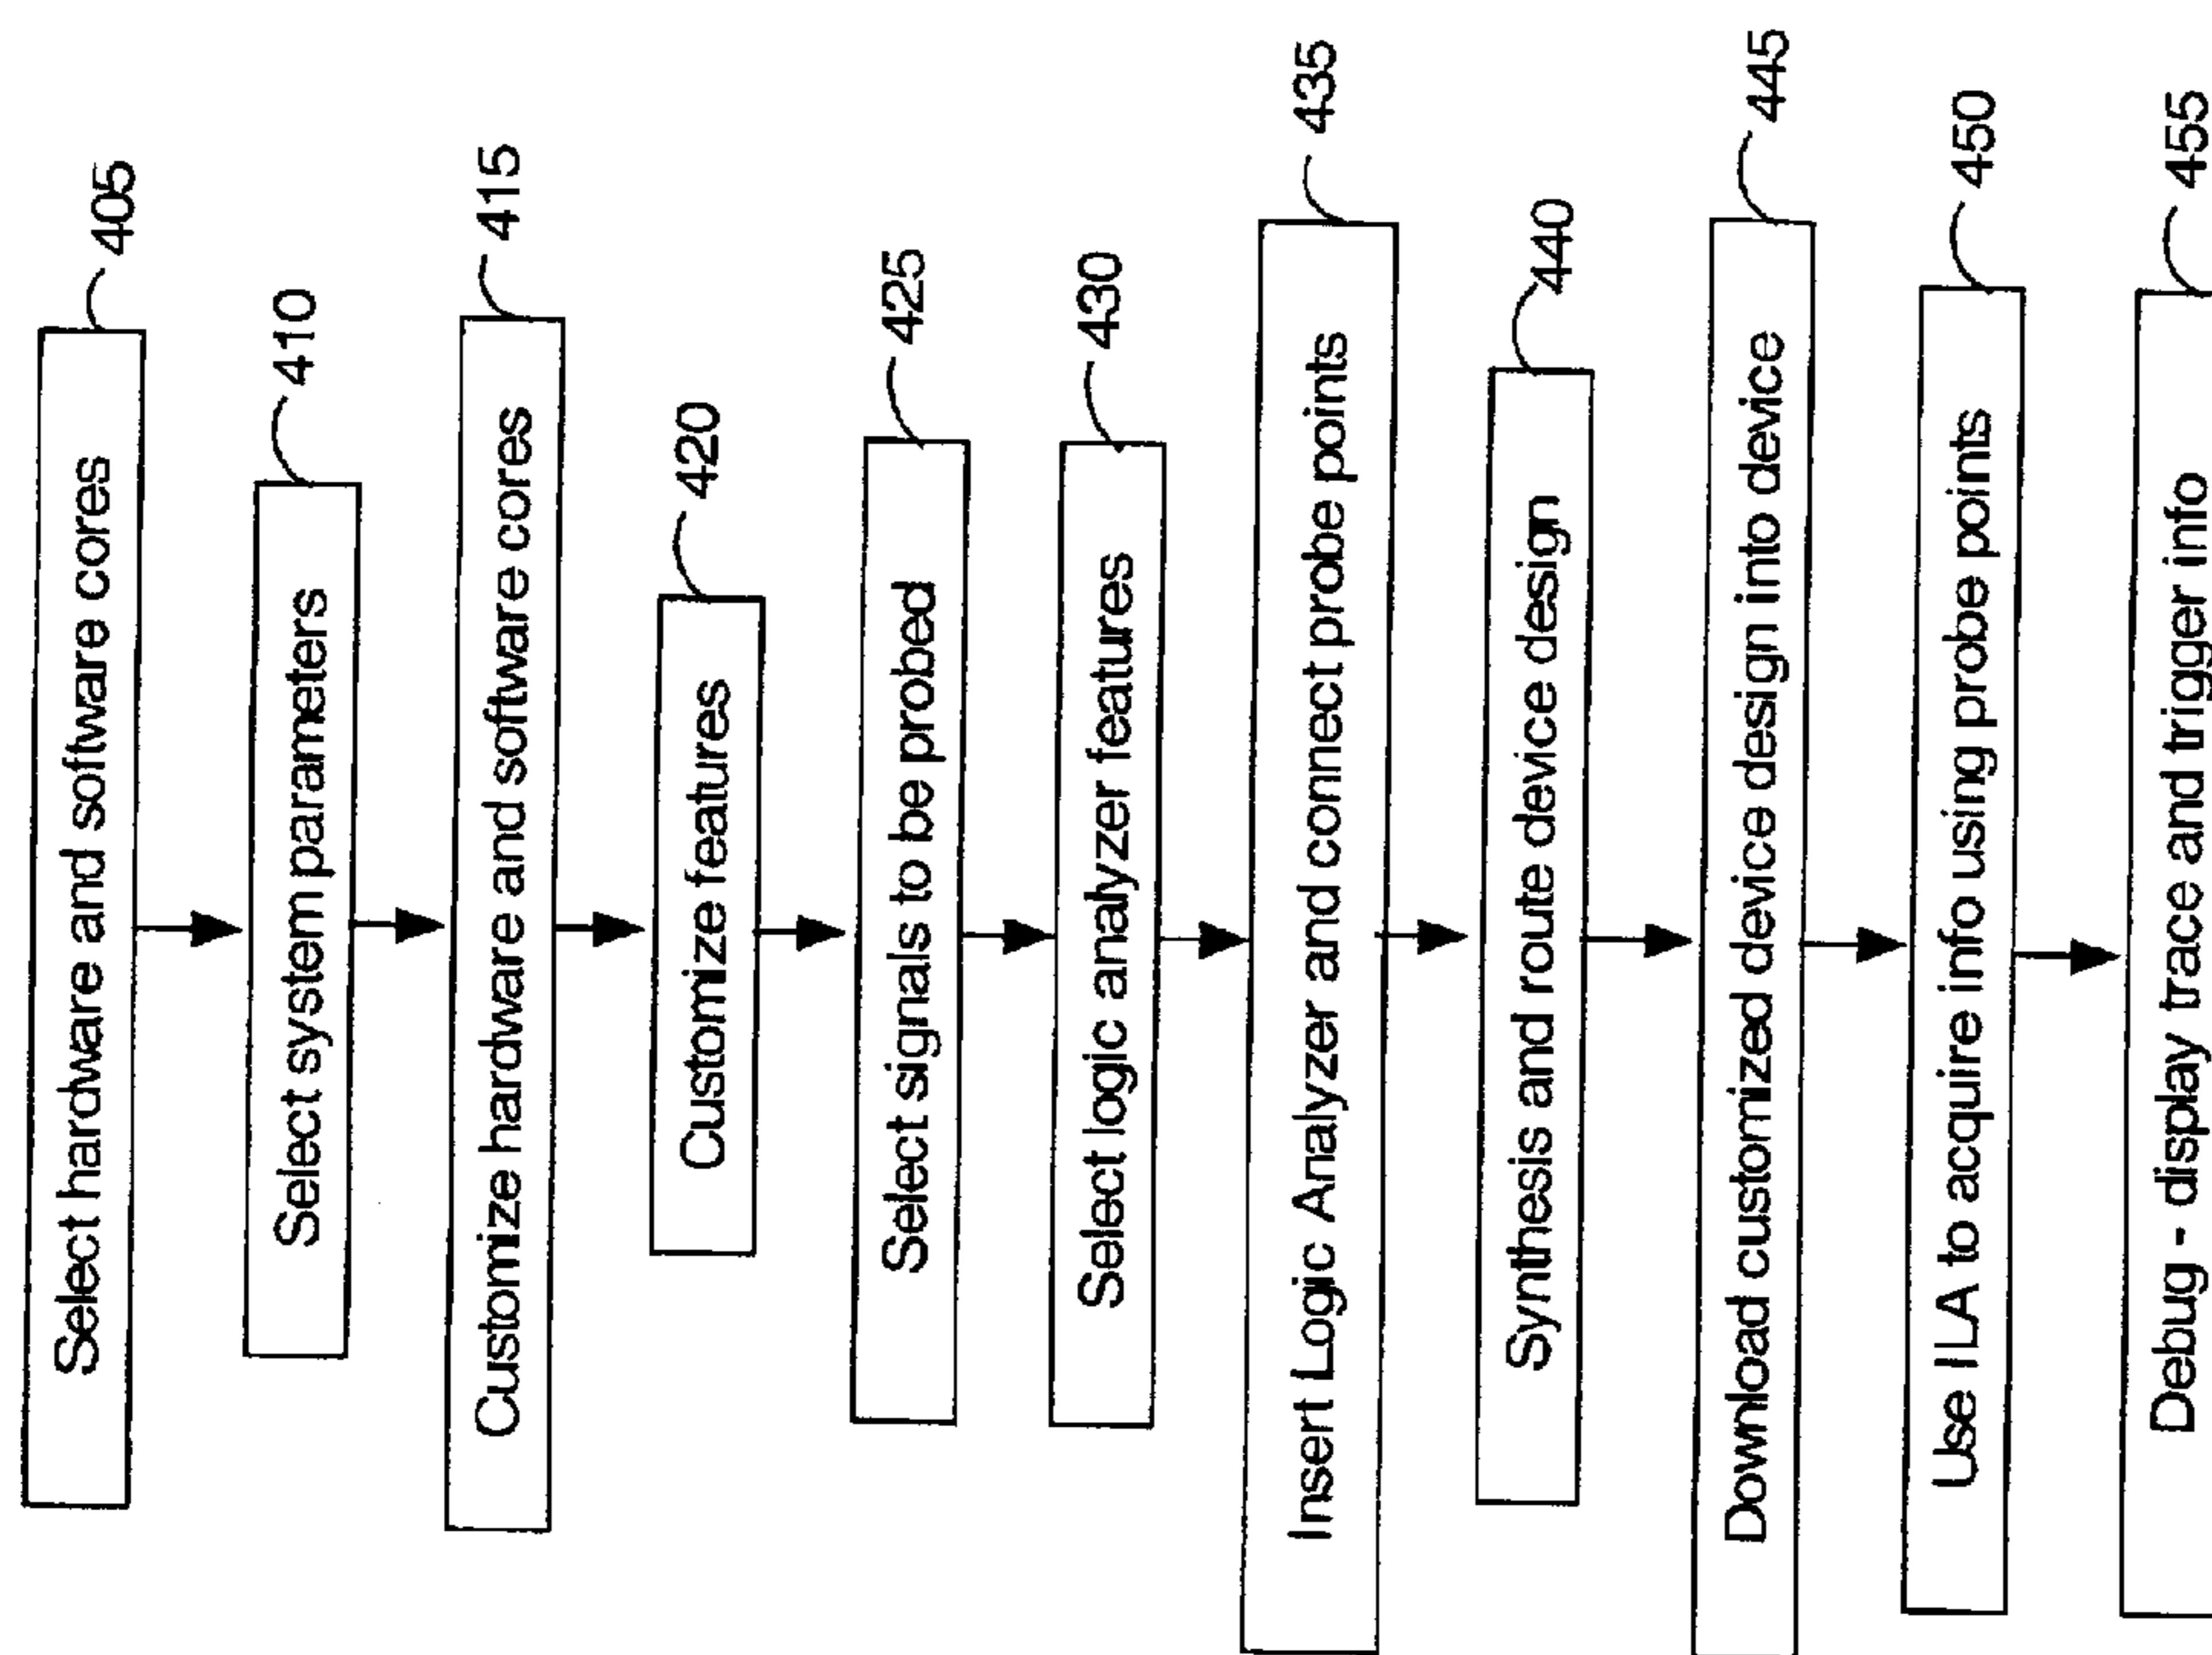 Select hardware and software cores
405
Select system parameters
410
Customize hardware and software cores
415
Customize features
420
Select signals to be probed
425
Select logic analyzer features
430
Insert Logic Analyzer and connect probe points
435
Synthesis and route device design
440
Download customized device design into device
445
Use ILA to acquire info using probe points
450
Debug - display trace and trigger info
455